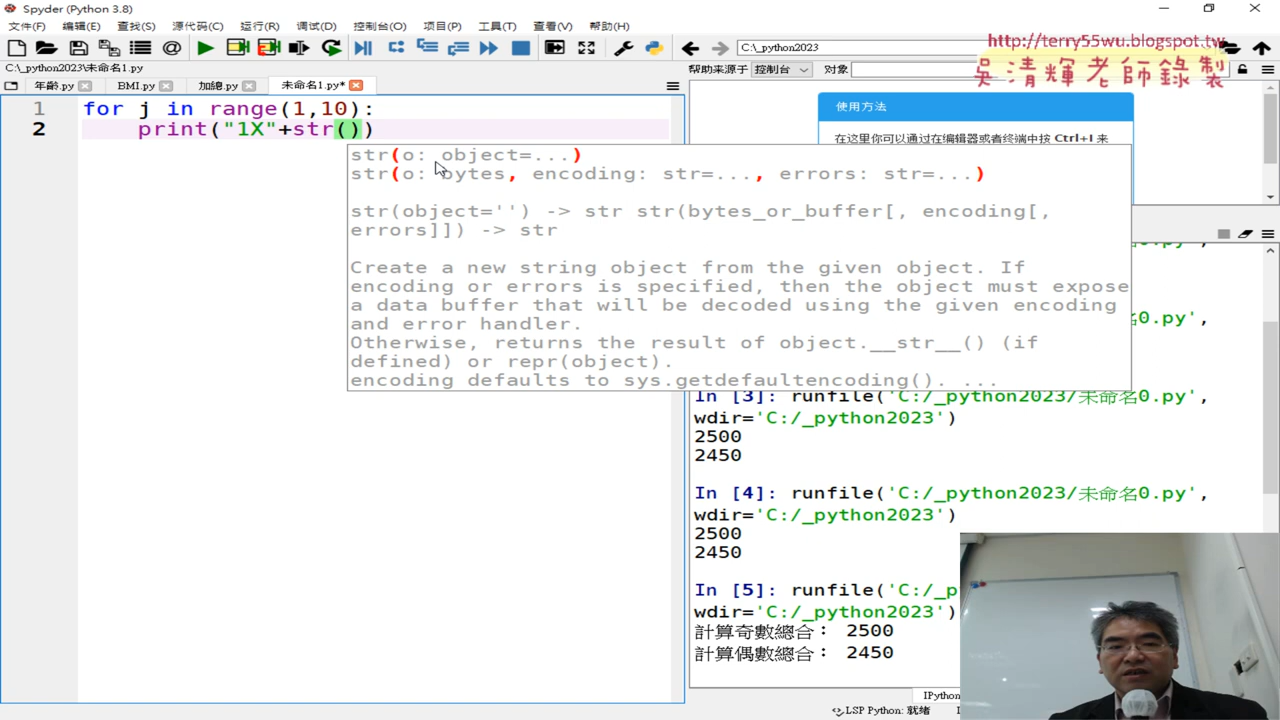 Spyder (Python 3.8)
文件(F) 编辑(E) 查找(S) 源代码(C) 运行(R) 调试(D) 控制台(O) 项目(P) 工具(T) 查看(V) 帮助(H)
C:\_python2023
http://terry55wu.blogspot.tw
吳清輝老師錄製
C:\_python2023\未命名1.py
帮助来源于 控制台 对象
年龄.py BMI.py 加總.py 未命名1.py*
使用方法
在这里你可以通过在编辑器或者终端中按 Ctrl+I 来
1 for j in range(1,10):
2 print("1X"+str())
str(o: object=...)
str(o: bytes, encoding: str=..., errors: str=...)
str(object='') -> str str(bytes_or_buffer[, encoding[,
errors]]) -> str
Create a new string object from the given object. If
encoding or errors is specified, then the object must expose
a data buffer that will be decoded using the given encoding
and error handler.
Otherwise, returns the result of object.__str__() (if
defined) or repr(object).
encoding defaults to sys.getdefaultencoding(). ...
名0.py',
In [3]: runfile('C:/_python2023/未命名0.py',
wdir='C:/_python2023')
2500
2450
In [4]: runfile('C:/_python2023/未命名0.py',
wdir='C:/_python2023')
2500
2450
In [5]: runfile('C:/_p
wdir='C:/_python2023
計算奇數總合： 2500
計算偶數總合： 2450
IPython
LSP Python: 就绪